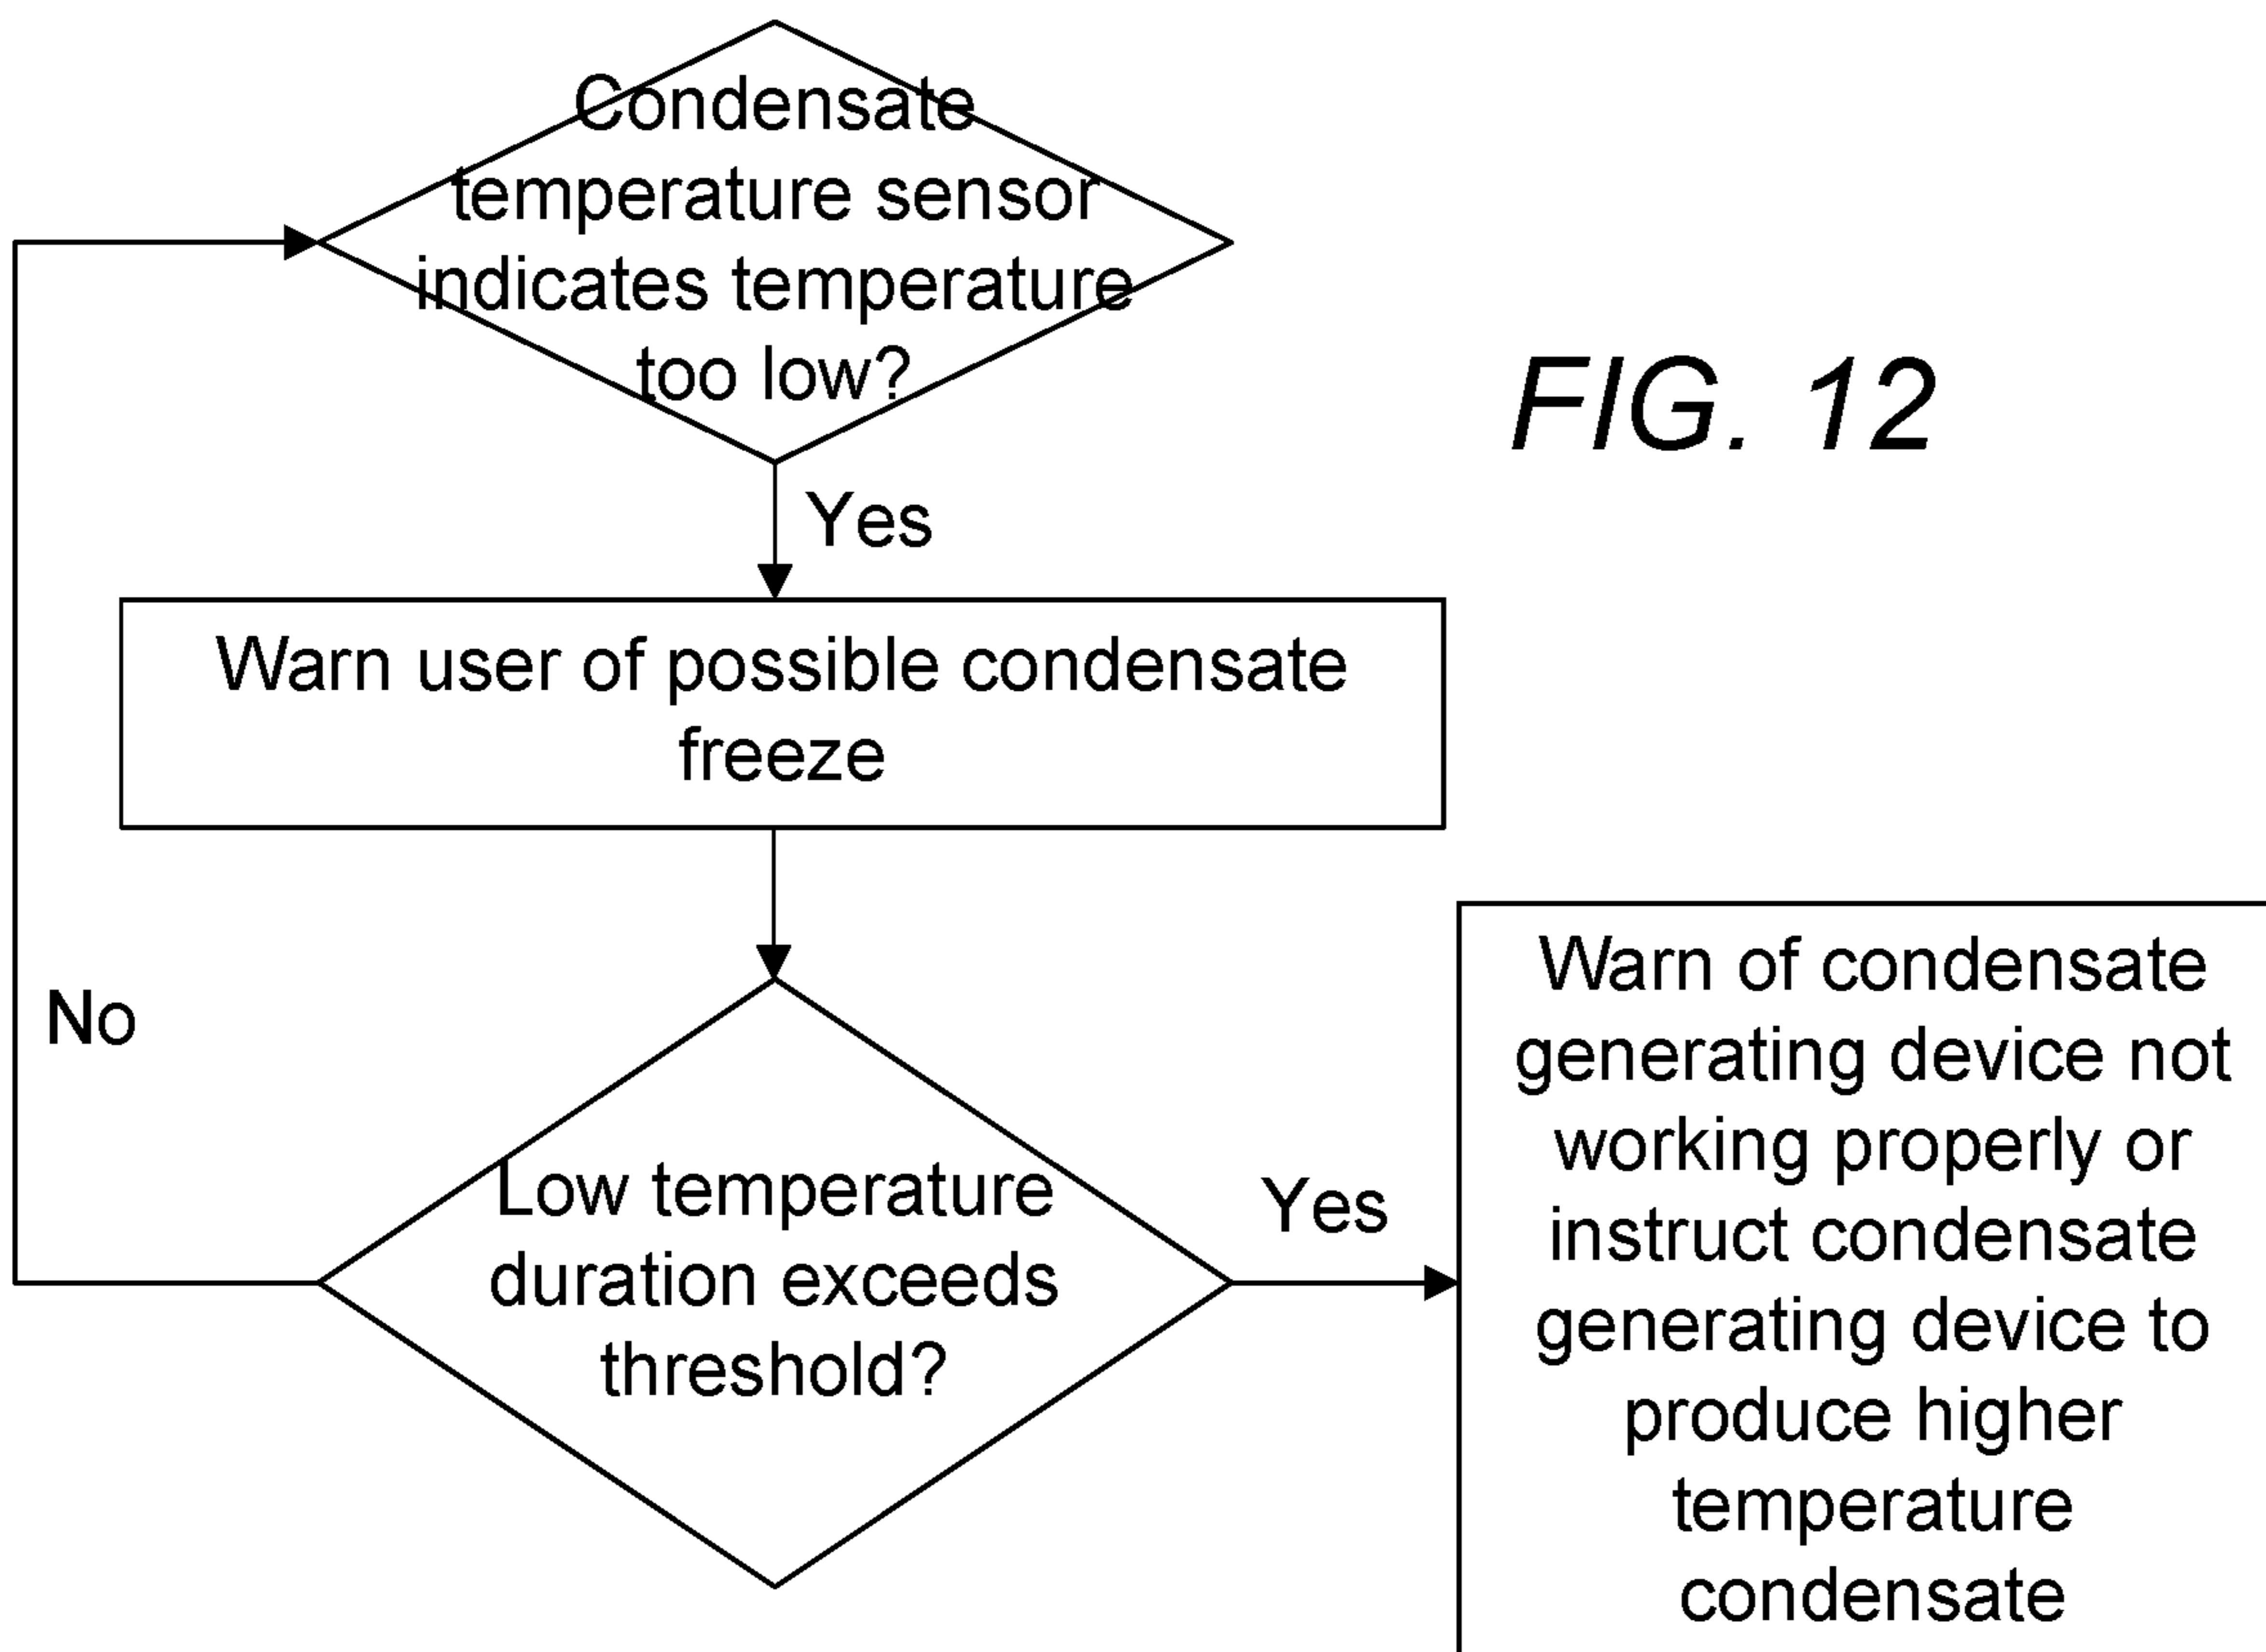 Condensate
temperature sensor
indicates temperature
too low?
FIG. 12
Yes
Warn user of possible condensate
freeze
No
Low temperature
duration exceeds
threshold?
Yes
Warn of condensate
generating device not
working properly or
instruct condensate
generating device to
produce higher
temperature
condensate